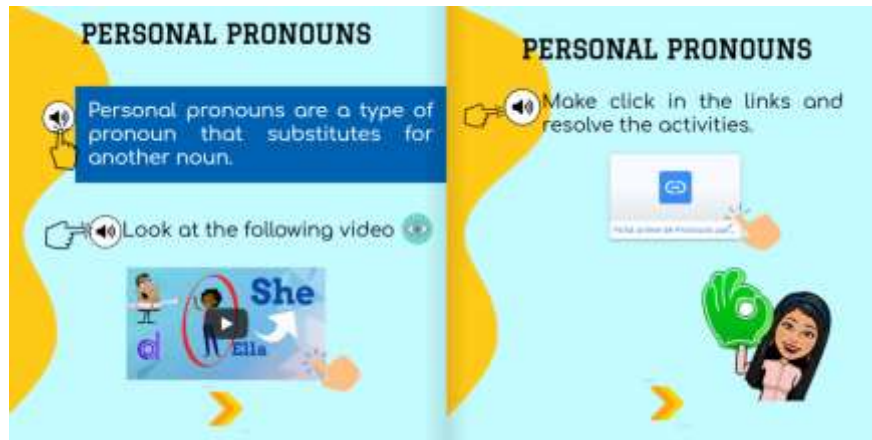 PERSONAL PRONOUNS
Personal pronouns are a type of
pronoun that substitutes for
another noun.
Look at the following video
She
Ella
PERSONAL PRONOUNS
Make click in the links and
resolve the activities.